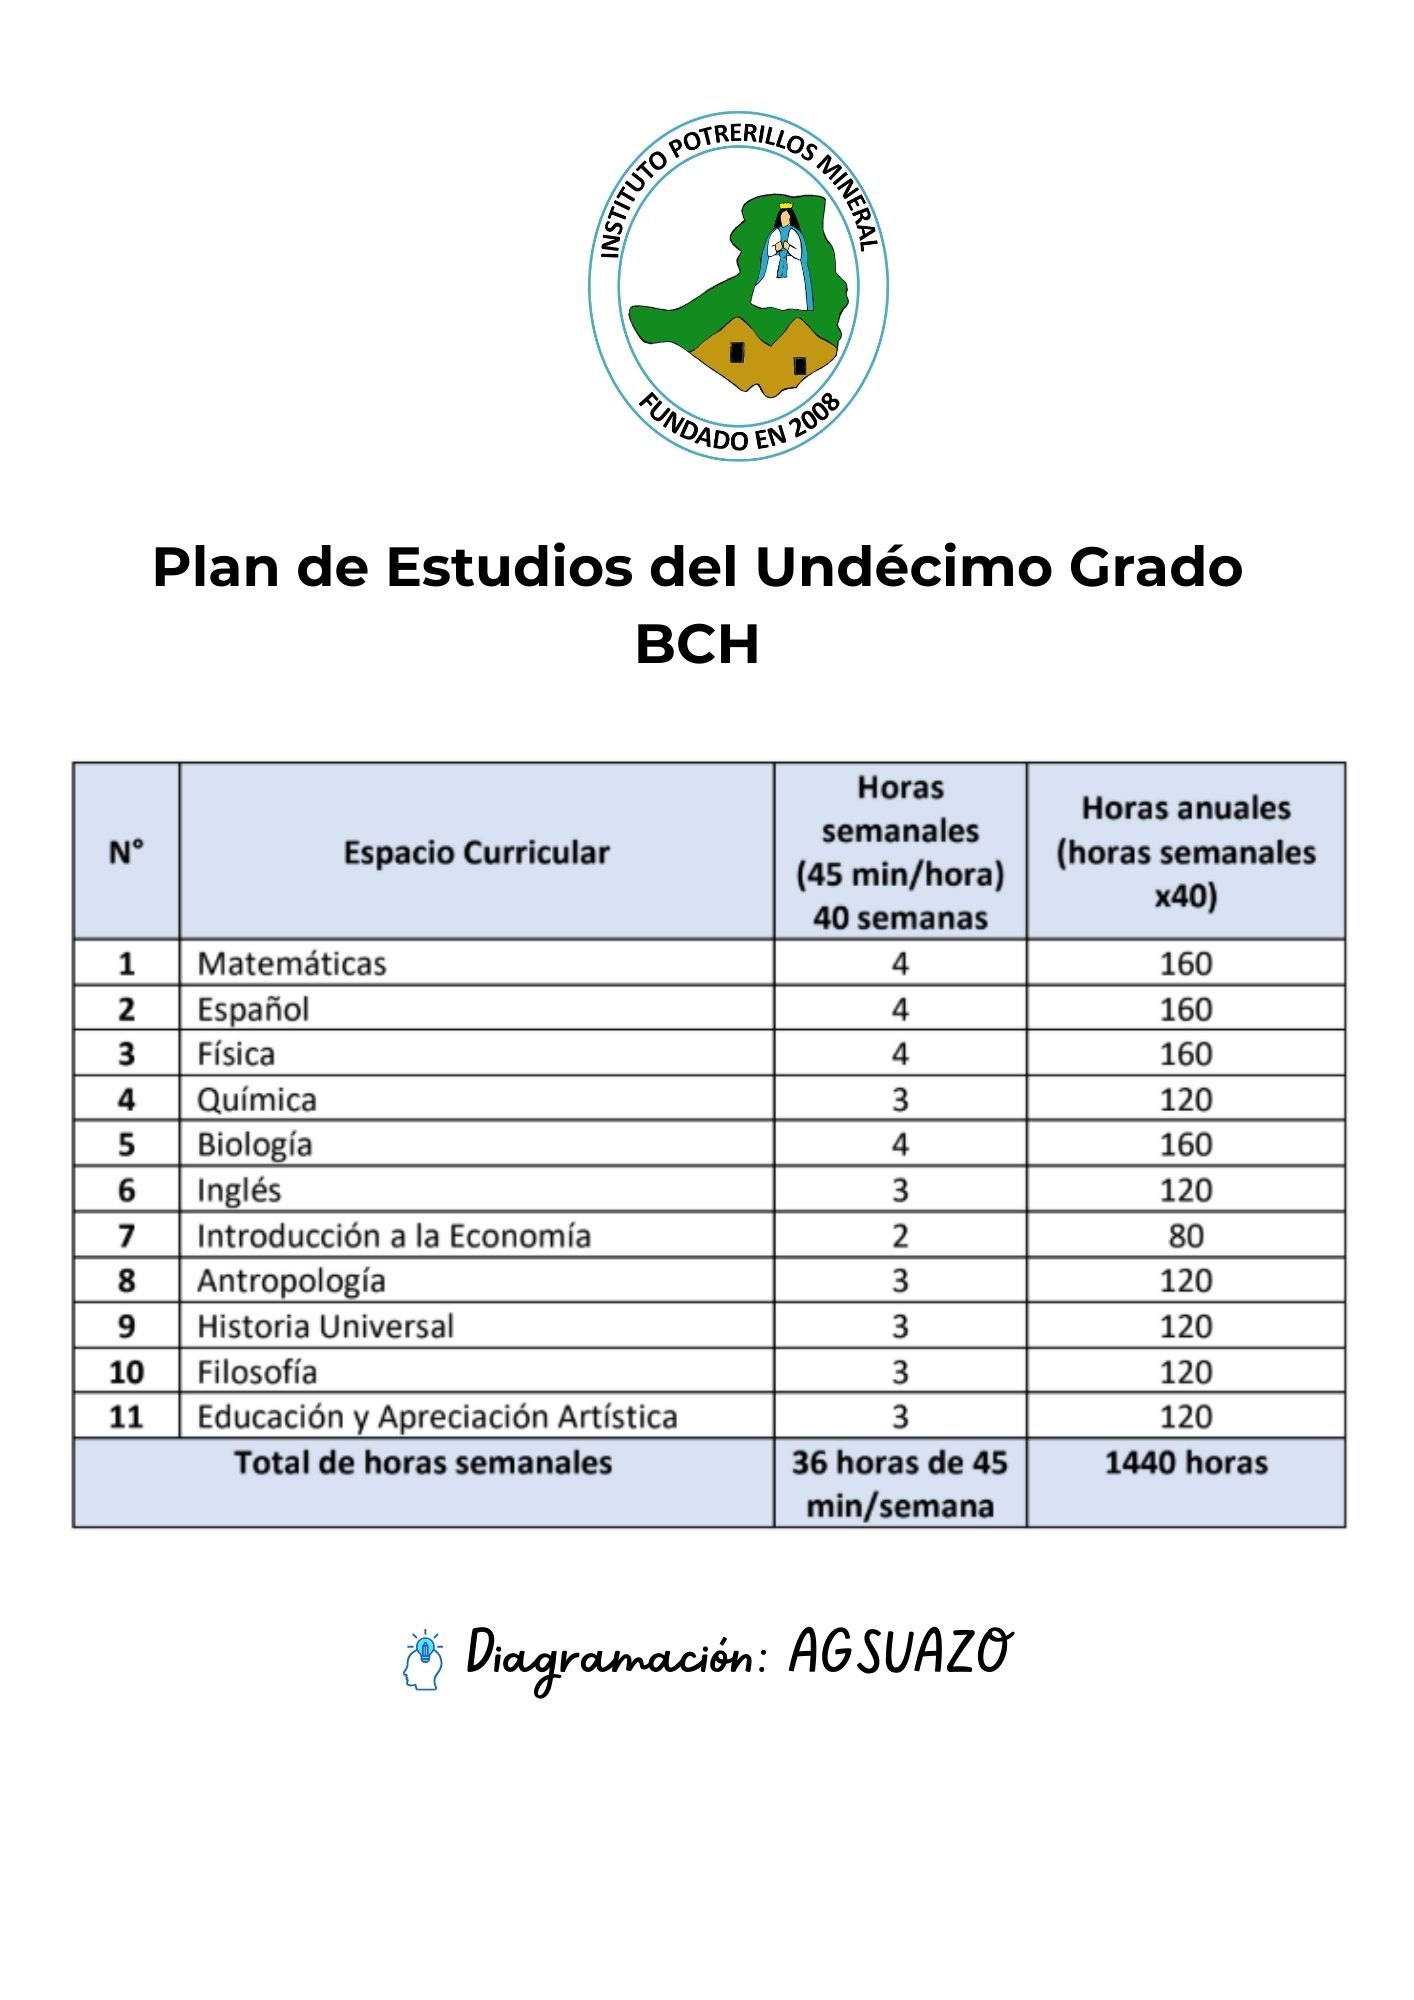 INSTITUTO POTRERILLOS MINERAL
FUNDADO EN 2008
Plan de Estudios del Undécimo Grado
BCH
N° Espacio Curricular Horas semanales (45 min/hora) 40 semanas Horas anuales (horas semanales x40)
1 Matemáticas 4 160
2 Español 4 160
3 Física 4 160
4 Química 3 120
5 Biología 4 160
6 Inglés 3 120
7 Introducción a la Economía 2 80
8 Antropología 3 120
9 Historia Universal 3 120
10 Filosofía 3 120
11 Educación y Apreciación Artística 3 120
Total de horas semanales 36 horas de 45 min/semana 1440 horas
Diagramación: AGSUAZO